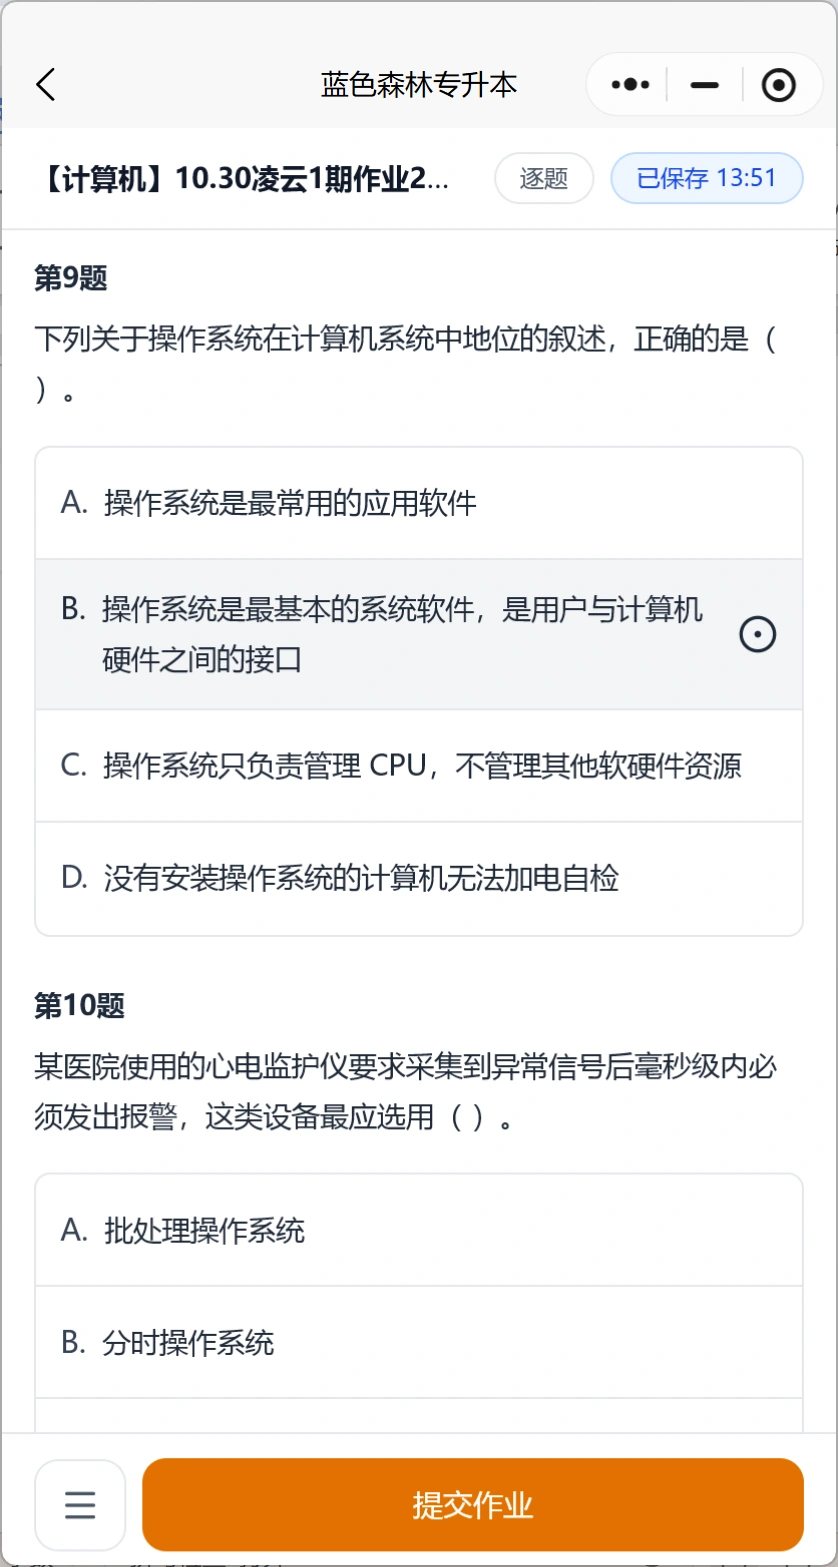 蓝色森林专升本
【计算机】10.30凌云1期作业2...
逐题
已保存 13:51
第9题
下列关于操作系统在计算机系统中地位的叙述，正确的是（
）。
A. 操作系统是最常用的应用软件
B. 操作系统是最基本的系统软件，是用户与计算机
硬件之间的接口
C. 操作系统只负责管理 CPU，不管理其他软硬件资源
D. 没有安装操作系统的计算机无法加电自检
第10题
某医院使用的心电监护仪要求采集到异常信号后毫秒级内必
须发出报警，这类设备最应选用（ ）。
A. 批处理操作系统
B. 分时操作系统
提交作业